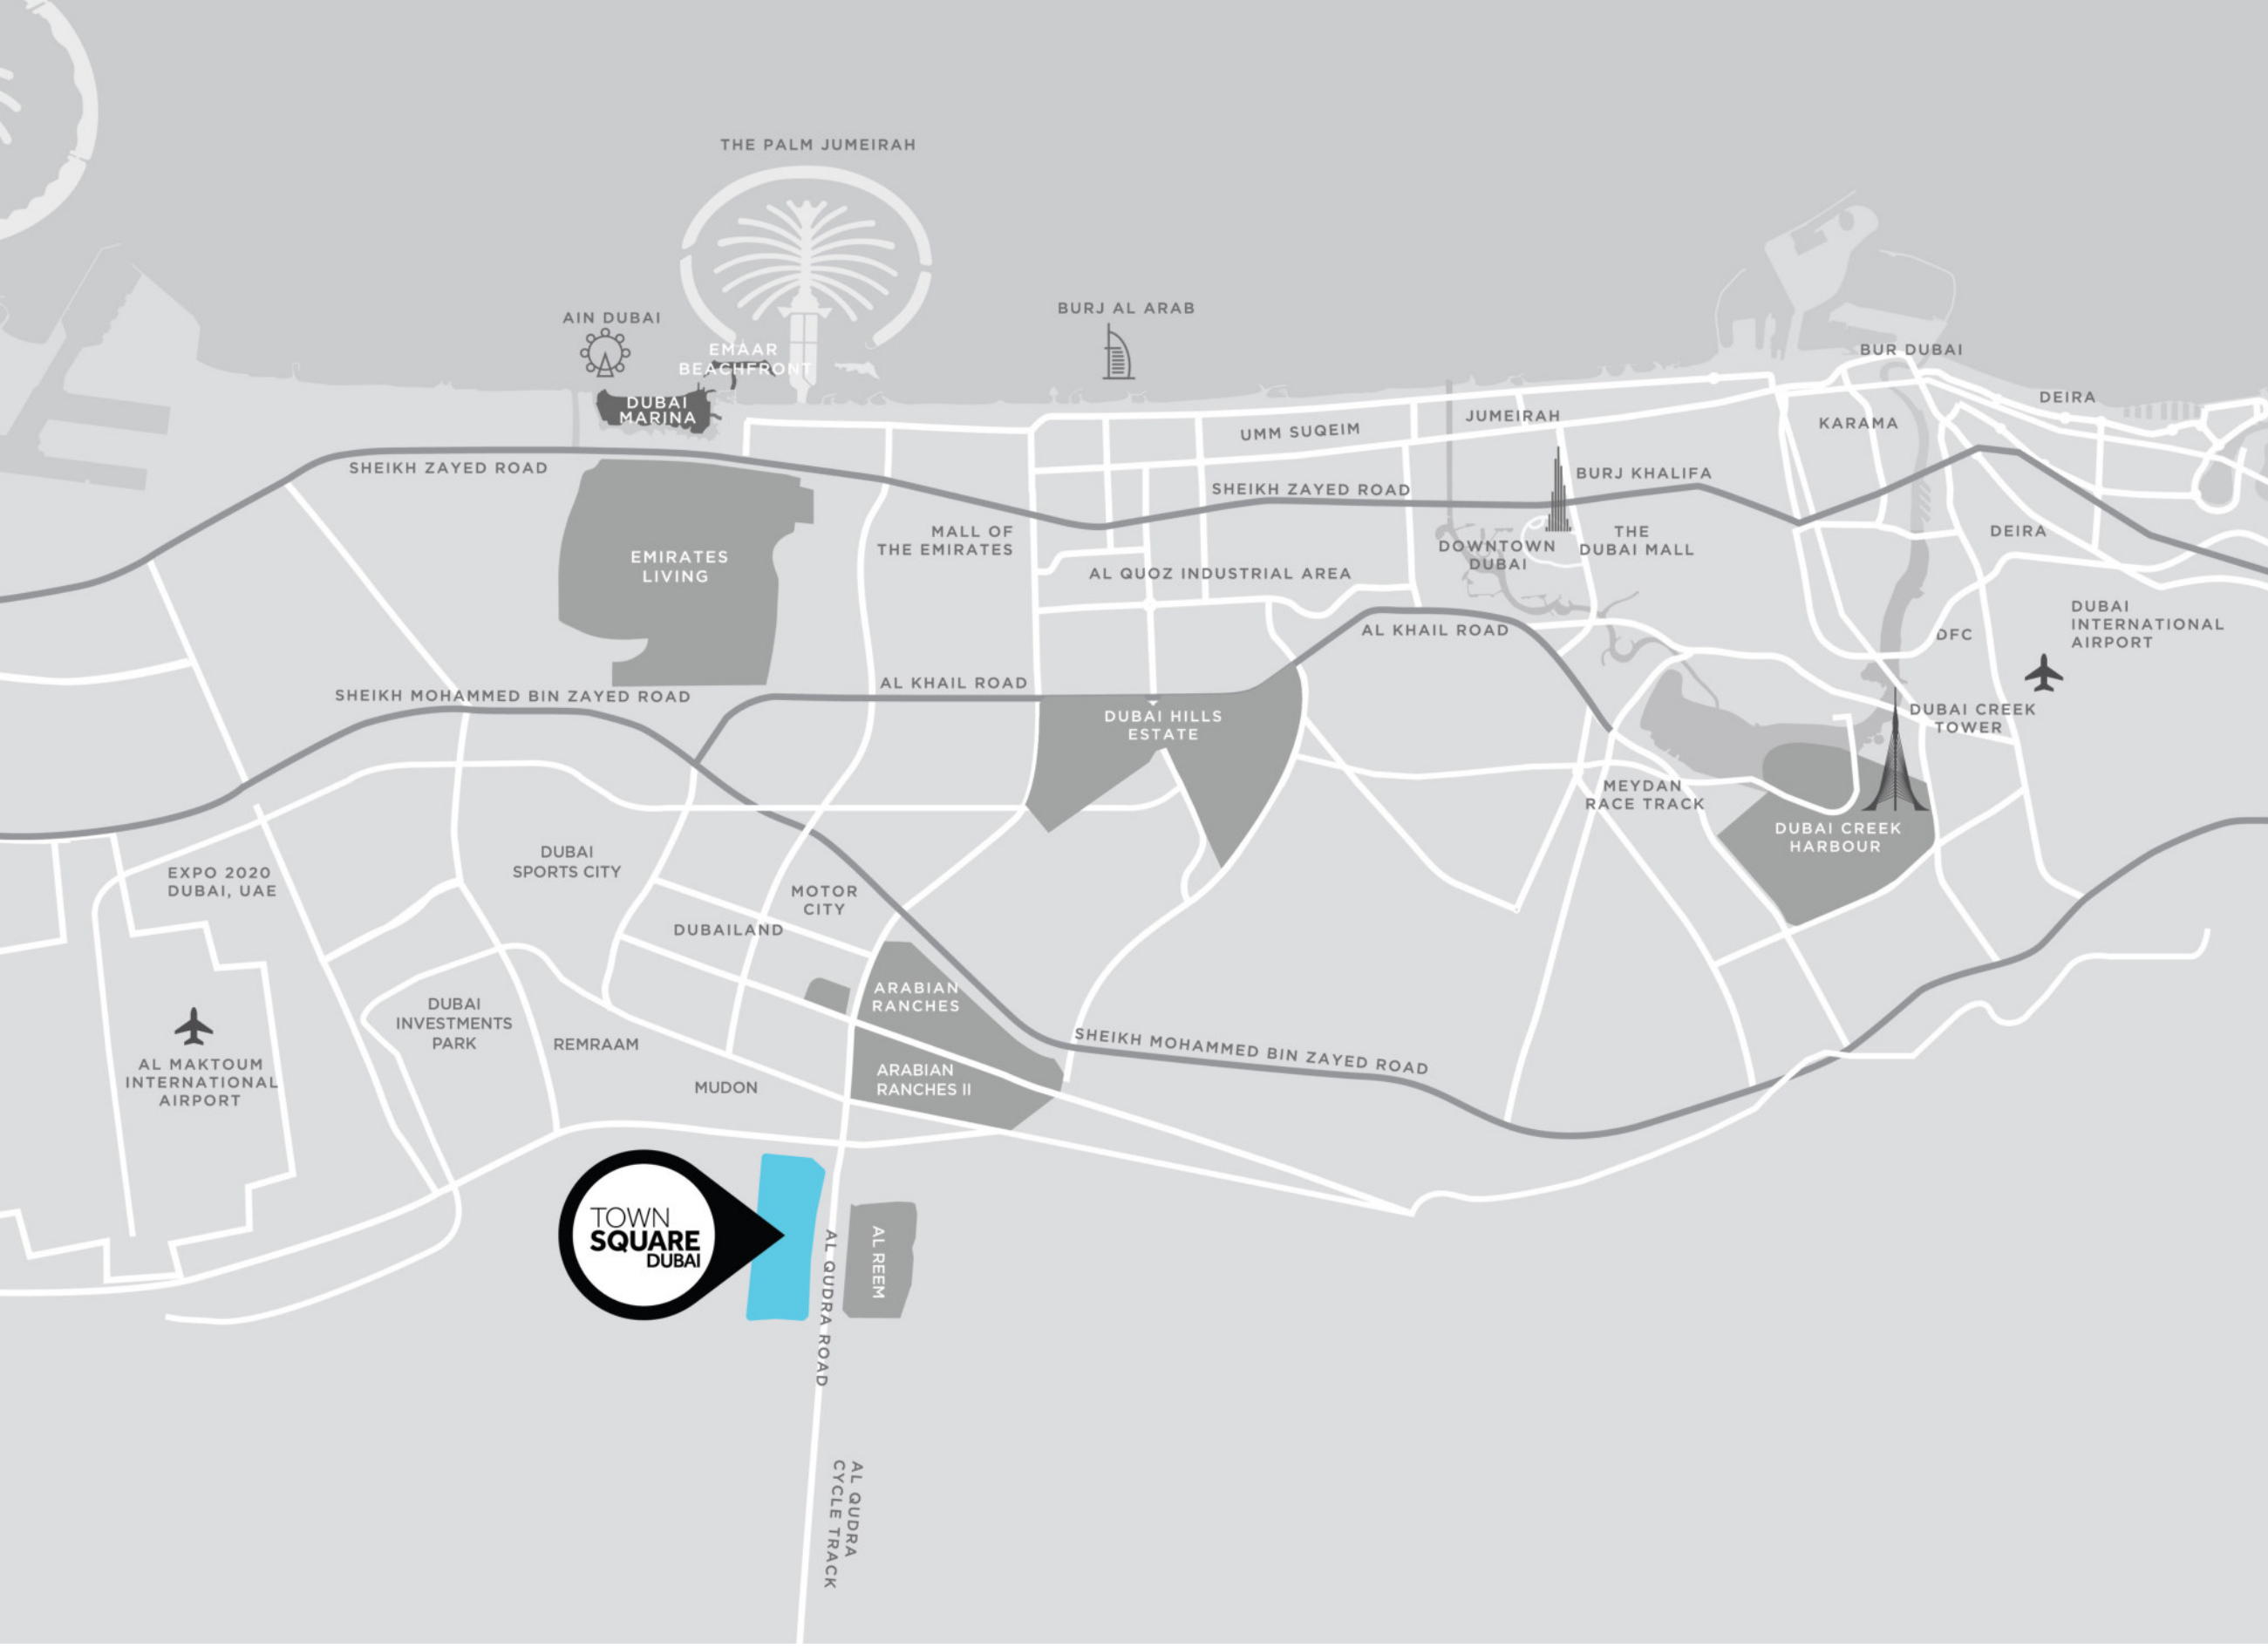 THE PALM JUMEIRAH
AIN DUBAI
BURJ AL ARAB
EMAAR
BEACHFRONT
BUR DUBAI
DUBAI
MARINA
DEIRA
JUMEIRAH
KARAMA
UMM SUQEIM
SHEIKH ZAYED ROAD
BURJ KHALIFA
SHEIKH ZAYED ROAD
MALL OF
THE EMIRATES
THE
DUBAI MALL
DEIRA
DOWNTOWN
DUBAI
EMIRATES
LIVING
AL QUOZ INDUSTRIAL AREA
DUBAI
INTERNATIONAL
AIRPORT
AL KHAIL ROAD
DFC
AL KHAIL ROAD
SHEIKH MOHAMMED BIN ZAYED ROAD
DUBAI HILLS
ESTATE
DUBAI CREEK
TOWER
MEYDAN
RACE TRACK
DUBAI CREEK
HARBOUR
DUBAI
SPORTS CITY
EXPO 2020
DUBAI, UAE
MOTOR
CITY
DUBAILAND
ARABIAN
RANCHES
DUBAI
INVESTMENTS
PARK
REMRAAM
SHEIKH MOHAMMED BIN ZAYED ROAD
AL MAKTOUM
INTERNATIONAL
AIRPORT
MUDON
ARABIAN
RANCHES II
TOWN
SQUARE
DUBAI
AL QUDRA ROAD
AL REEM
AL QUDRA
CYCLE TRACK